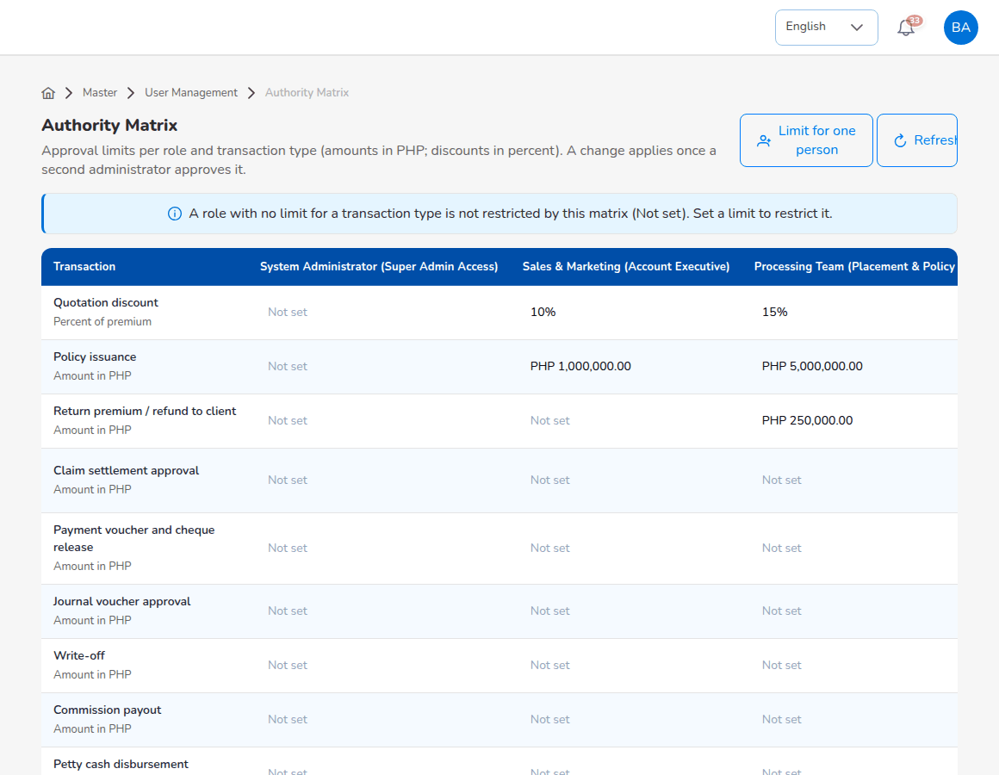 English
33
BA
Master
User Management
Authority Matrix
Authority Matrix
Approval limits per role and transaction type (amounts in PHP; discounts in percent). A change applies once a
second administrator approves it.
Limit for one
person
Refresh
A role with no limit for a transaction type is not restricted by this matrix (Not set). Set a limit to restrict it.
Transaction System Administrator (Super Admin Access) Sales & Marketing (Account Executive) Processing Team (Placement & Policy
Quotation discount
Percent of premium
Not set 10% 15%
Policy issuance
Amount in PHP
Not set PHP 1,000,000.00 PHP 5,000,000.00
Return premium / refund to client
Amount in PHP
Not set Not set PHP 250,000.00
Claim settlement approval
Amount in PHP
Not set Not set Not set
Payment voucher and cheque
release
Amount in PHP
Not set Not set Not set
Journal voucher approval
Amount in PHP
Not set Not set Not set
Write-off
Amount in PHP
Not set Not set Not set
Commission payout
Amount in PHP
Not set Not set Not set
Petty cash disbursement
Not set Not set Not set